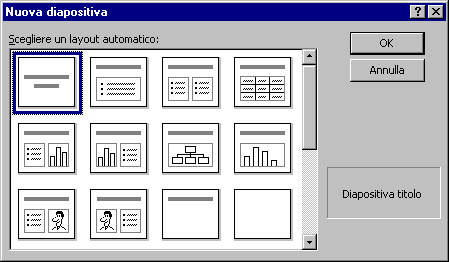 Nuova diapositiva
Scegliere un layout automatico:
OK
Annulla
Diapositiva titolo